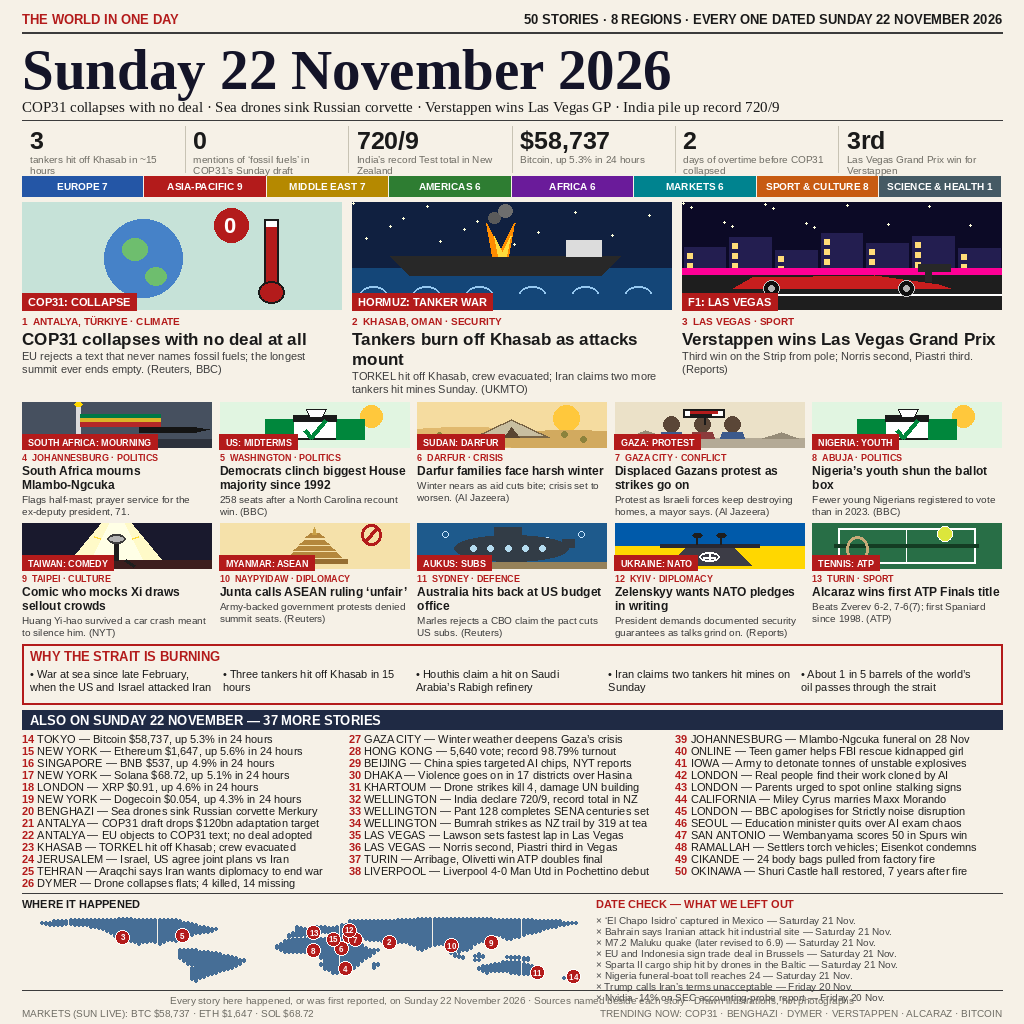 THE WORLD IN ONE DAY
50 STORIES · 8 REGIONS · EVERY ONE DATED SUNDAY 22 NOVEMBER 2026
Sunday 22 November 2026
COP31 collapses with no deal · Sea drones sink Russian corvette · Verstappen wins Las Vegas GP · India pile up record 720/9
3
tankers hit off Khasab in ~15
hours
0
mentions of 'fossil fuels' in
COP31's Sunday draft
720/9
India's record Test total in New
Zealand
$58,737
Bitcoin, up 5.3% in 24 hours
2
days of overtime before COP31
collapsed
3rd
Las Vegas Grand Prix win for
Verstappen
EUROPE 7
ASIA-PACIFIC 9
MIDDLE EAST 7
AMERICAS 6
AFRICA 6
MARKETS 6
SPORT & CULTURE 8
SCIENCE & HEALTH 1
0
COP31: COLLAPSE
1 ANTALYA, TÜRKIYE · CLIMATE
COP31 collapses with no deal at all
EU rejects a text that never names fossil fuels; the longest
summit ever ends empty. (Reuters, BBC)
HORMUZ: TANKER WAR
2 KHASAB, OMAN · SECURITY
Tankers burn off Khasab as attacks
mount
TORKEL hit off Khasab, crew evacuated; Iran claims two more
tankers hit mines Sunday. (UKMTO)
F1: LAS VEGAS
3 LAS VEGAS · SPORT
Verstappen wins Las Vegas Grand Prix
Third win on the Strip from pole; Norris second, Piastri third.
(Reports)
SOUTH AFRICA: MOURNING
4 JOHANNESBURG · POLITICS
South Africa mourns
Mlambo-Ngcuka
Flags half-mast; prayer service for the
ex-deputy president, 71.
US: MIDTERMS
5 WASHINGTON · POLITICS
Democrats clinch biggest House
majority since 1992
258 seats after a North Carolina recount
win. (BBC)
SUDAN: DARFUR
6 DARFUR · CRISIS
Darfur families face harsh winter
Winter nears as aid cuts bite; crisis set to
worsen. (Al Jazeera)
GAZA: PROTEST
7 GAZA CITY · CONFLICT
Displaced Gazans protest as
strikes go on
Protest as Israeli forces keep destroying
homes, a mayor says. (Al Jazeera)
NIGERIA: YOUTH
8 ABUJA · POLITICS
Nigeria's youth shun the ballot
box
Fewer young Nigerians registered to vote
than in 2023. (BBC)
TAIWAN: COMEDY
9 TAIPEI · CULTURE
Comic who mocks Xi draws
sellout crowds
Huang Yi-hao survived a car crash meant
to silence him. (NYT)
MYANMAR: ASEAN
10 NAYPYIDAW · DIPLOMACY
Junta calls ASEAN ruling 'unfair'
Army-backed government protests denied
summit seats. (Reuters)
AUKUS: SUBS
11 SYDNEY · DEFENCE
Australia hits back at US budget
office
Marles rejects a CBO claim the pact cuts
US subs. (Reuters)
UKRAINE: NATO
12 KYIV · DIPLOMACY
Zelenskyy wants NATO pledges
in writing
President demands documented security
guarantees as talks grind on. (Reports)
TENNIS: ATP
13 TURIN · SPORT
Alcaraz wins first ATP Finals title
Beats Zverev 6-2, 7-6(7); first Spaniard
since 1998. (ATP)
WHY THE STRAIT IS BURNING
• War at sea since late February,
when the US and Israel attacked Iran
• Three tankers hit off Khasab in 15
hours
• Houthis claim a hit on Saudi
Arabia's Rabigh refinery
• Iran claims two tankers hit mines on
Sunday
• About 1 in 5 barrels of the world's
oil passes through the strait
ALSO ON SUNDAY 22 NOVEMBER — 37 MORE STORIES
14 TOKYO — Bitcoin $58,737, up 5.3% in 24 hours
15 NEW YORK — Ethereum $1,647, up 5.6% in 24 hours
16 SINGAPORE — BNB $537, up 4.9% in 24 hours
17 NEW YORK — Solana $68.72, up 5.1% in 24 hours
18 LONDON — XRP $0.91, up 4.6% in 24 hours
19 NEW YORK — Dogecoin $0.054, up 4.3% in 24 hours
20 BENGHAZI — Sea drones sink Russian corvette Merkury
21 ANTALYA — COP31 draft drops $120bn adaptation target
22 ANTALYA — EU objects to COP31 text; no deal adopted
23 KHASAB — TORKEL hit off Khasab; crew evacuated
24 JERUSALEM — Israel, US agree joint plans vs Iran
25 TEHRAN — Araqchi says Iran wants diplomacy to end war
26 DYMER — Drone collapses flats; 4 killed, 14 missing
27 GAZA CITY — Winter weather deepens Gaza's crisis
28 HONG KONG — 5,640 vote; record 98.79% turnout
29 BEIJING — China spies targeted AI chips, NYT reports
30 DHAKA — Violence goes on in 17 districts over Hasina
31 KHARTOUM — Drone strikes kill 4, damage UN building
32 WELLINGTON — India declare 720/9, record total in NZ
33 WELLINGTON — Pant 128 completes SENA centuries set
34 WELLINGTON — Bumrah strikes as NZ trail by 319 at tea
35 LAS VEGAS — Lawson sets fastest lap in Las Vegas
36 LAS VEGAS — Norris second, Piastri third in Vegas
37 TURIN — Arribage, Olivetti win ATP doubles final
38 LIVERPOOL — Liverpool 4-0 Man Utd in Pochettino debut
39 JOHANNESBURG — Mlambo-Ngcuka funeral on 28 Nov
40 ONLINE — Teen gamer helps FBI rescue kidnapped girl
41 IOWA — Army to detonate tonnes of unstable explosives
42 LONDON — Real people find their work cloned by AI
43 LONDON — Parents urged to spot online stalking signs
44 CALIFORNIA — Miley Cyrus marries Maxx Morando
45 LONDON — BBC apologises for Strictly noise disruption
46 SEOUL — Education minister quits over AI exam chaos
47 SAN ANTONIO — Wembanyama scores 50 in Spurs win
48 RAMALLAH — Settlers torch vehicles; Eisenkot condemns
49 CIKANDE — 24 body bags pulled from factory fire
50 OKINAWA — Shuri Castle hall restored, 7 years after fire
WHERE IT HAPPENED
3
5
13
12
15
7
8
6
4
2
10
9
11
14
DATE CHECK — WHAT WE LEFT OUT
× 'El Chapo Isidro' captured in Mexico — Saturday 21 Nov.
× Bahrain says Iranian attack hit industrial site — Saturday 21 Nov.
× M7.2 Maluku quake (later revised to 6.9) — Saturday 21 Nov.
× EU and Indonesia sign trade deal in Brussels — Saturday 21 Nov.
× Sparta II cargo ship hit by drones in the Baltic — Saturday 21 Nov.
× Nigeria funeral-boat toll reaches 24 — Saturday 21 Nov.
× Trump calls Iran's terms unacceptable — Friday 20 Nov.
× Nvidia -14% on SEC accounting-probe report — Friday 20 Nov.
Every story here happened, or was first reported, on Sunday 22 November 2026 · Sources named beside each story · Drawn illustrations, not photographs
MARKETS (SUN LIVE): BTC $58,737 · ETH $1,647 · SOL $68.72
TRENDING NOW: COP31 · BENGHAZI · DYMER · VERSTAPPEN · ALCARAZ · BITCOIN